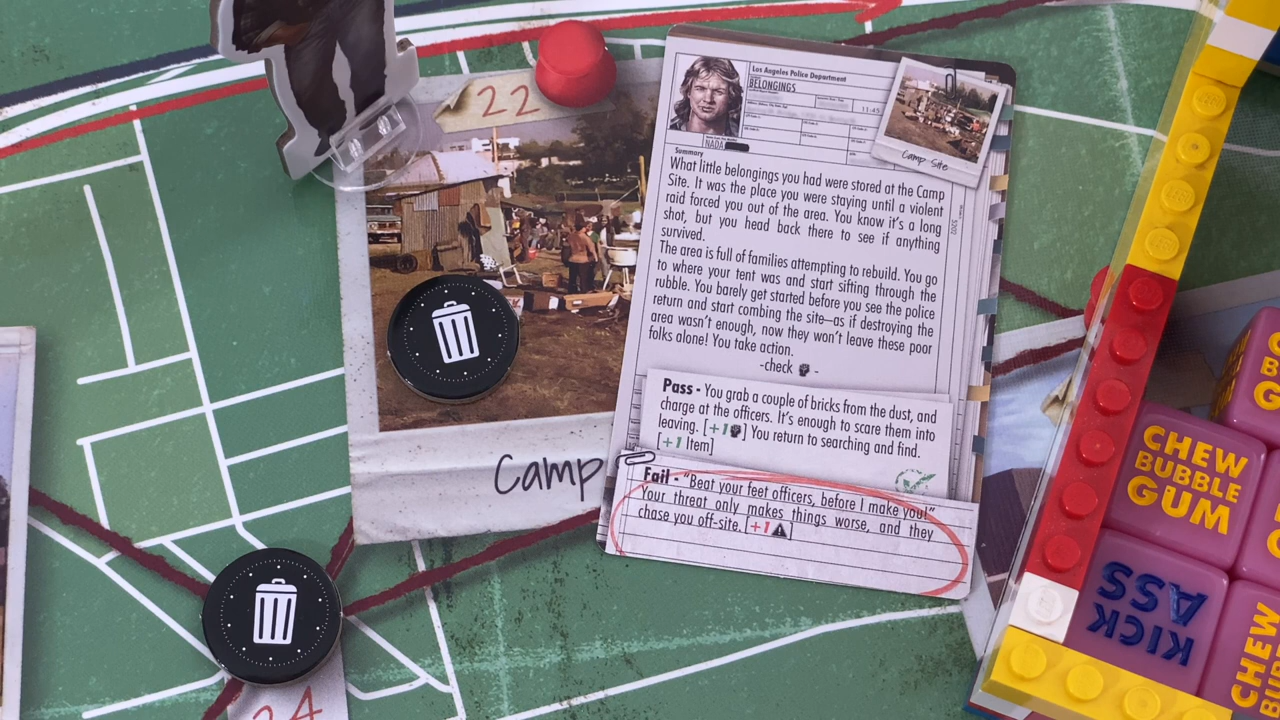 22
Los Angeles Police Department
BELONGINGS
11:45
NADA
Camp Site
Summary
What little belongings you had were stored at the Camp
Site. It was the place you were staying until a violent
raid forced you out of the area. You know it's a long
shot, but you head back there to see if anything
survived.
The area is full of families attempting to rebuild. You go
to where your tent was and start sifting through the
rubble. You barely get started before you see the police
return and start combing the site—as if destroying the
area wasn't enough, now they won't leave these poor
folks alone! You take action.
-check -
Pass - You grab a couple of bricks from the dust, and
charge at the officers. It's enough to scare them into
leaving. [+1] You return to searching and find.
[+1 Item]
Fail - "Beat your feet officers, before I make you!"
Your threat only makes things worse, and they
chase you off-site. [+1]
Camp
24
CHEW
BUBBLE
GUM
KICK
ASS
CHEW